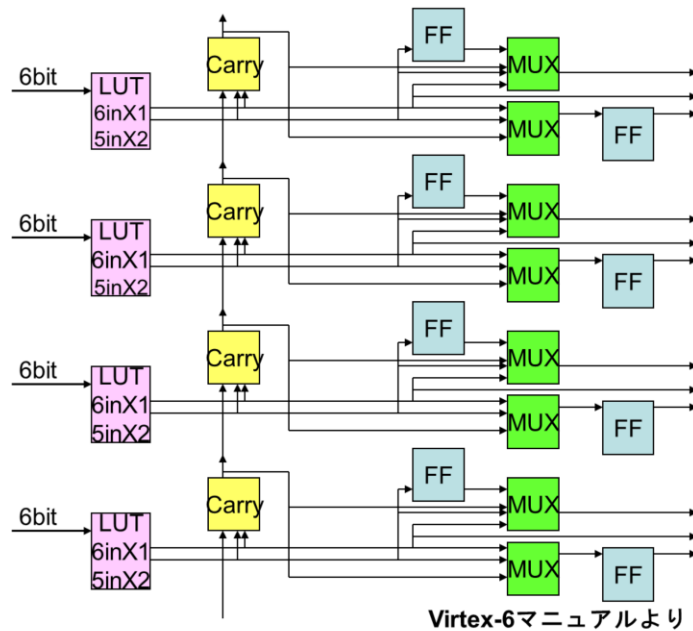 FF
MUX
Carry
6bit
LUT
6inX1
5inX2
MUX
FF
FF
MUX
Carry
6bit
LUT
6inX1
5inX2
MUX
FF
FF
MUX
Carry
6bit
LUT
6inX1
5inX2
MUX
FF
FF
MUX
Carry
6bit
LUT
6inX1
5inX2
MUX
FF
Virtex-6マニュアルより